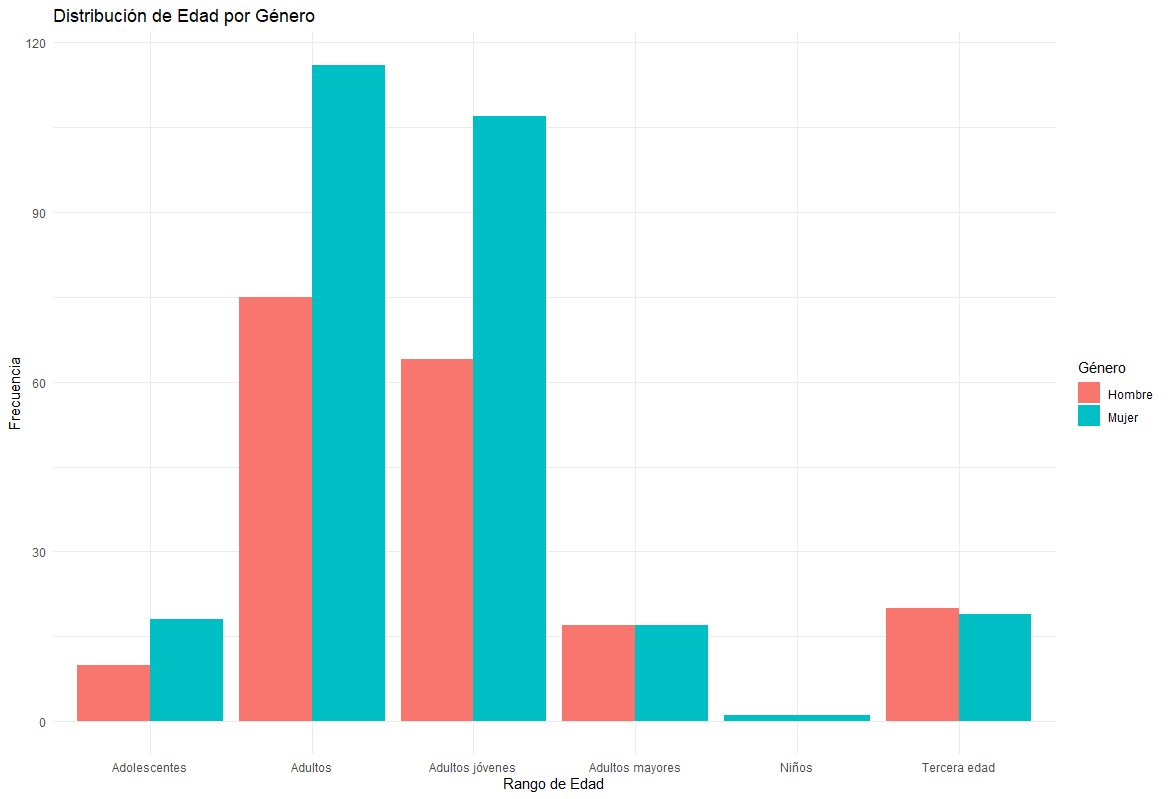 Distribución de Edad por Género
120
90
60
30
0
Frecuencia
Adolescentes
Adultos
Adultos jóvenes
Adultos mayores
Niños
Tercera edad
Rango de Edad
Género
Hombre
Mujer